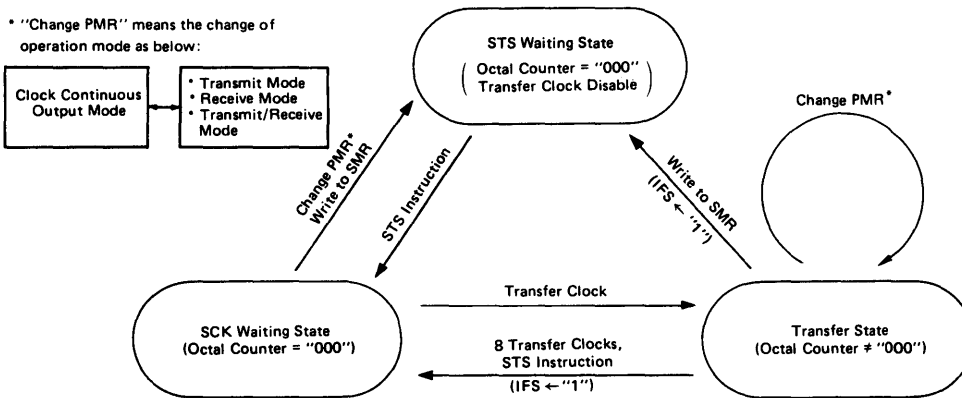 * "Change PMR" means the change of
operation mode as below:
Clock Continuous
Output Mode
• Transmit Mode
• Receive Mode
• Transmit/Receive
Mode
STS Waiting State
( Octal Counter = "000"
Transfer Clock Disable )
Change PMR*
Change PMR*
Write to SMR
STS Instruction
Write to SMR
(IFS ← "1")
SCK Waiting State
(Octal Counter = "000")
Transfer Clock
8 Transfer Clocks,
STS Instruction
(IFS ← "1")
Transfer State
(Octal Counter ≠ "000")